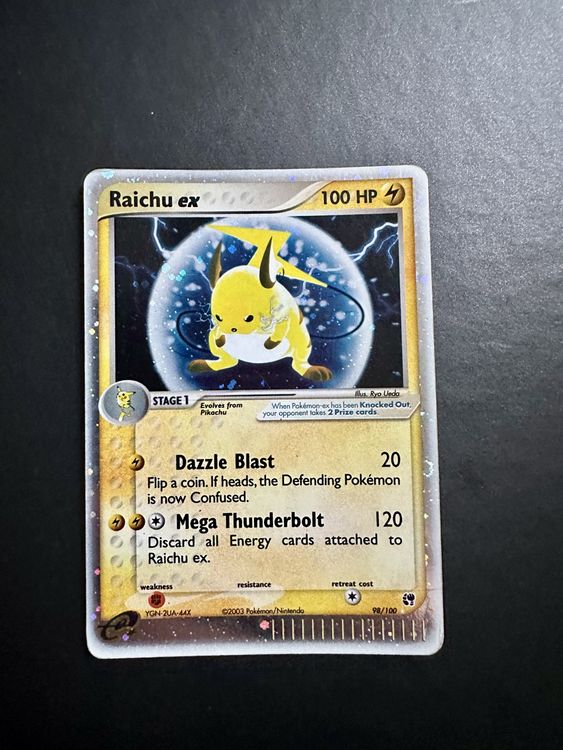 Raichu ex 100 HP
Illus. Ryo Ueda
STAGE 1
Evolves from
Pikachu
When Pokémon-ex has been Knocked Out,
your opponent takes 2 Prize cards.
Dazzle Blast 20
Flip a coin. If heads, the Defending Pokémon
is now Confused.
Mega Thunderbolt 120
Discard all Energy cards attached to
Raichu ex.
weakness resistance retreat cost
YGN-2UA-44X ©2003 Pokémon/Nintendo 98/100
e